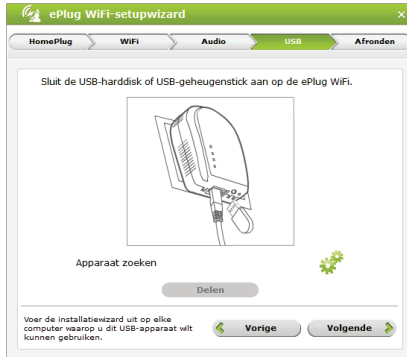 ePlug WiFi-setupwizard
HomePlug WiFi Audio USB Afronden
Sluit de USB-harddisk of USB-geheugenstick aan op de ePlug WiFi.
Apparaat zoeken
Delen
Voer de installatiewizard uit op elke
computer waarop u dit USB-apparaat wilt
kunnen gebruiken.
Vorige Volgende